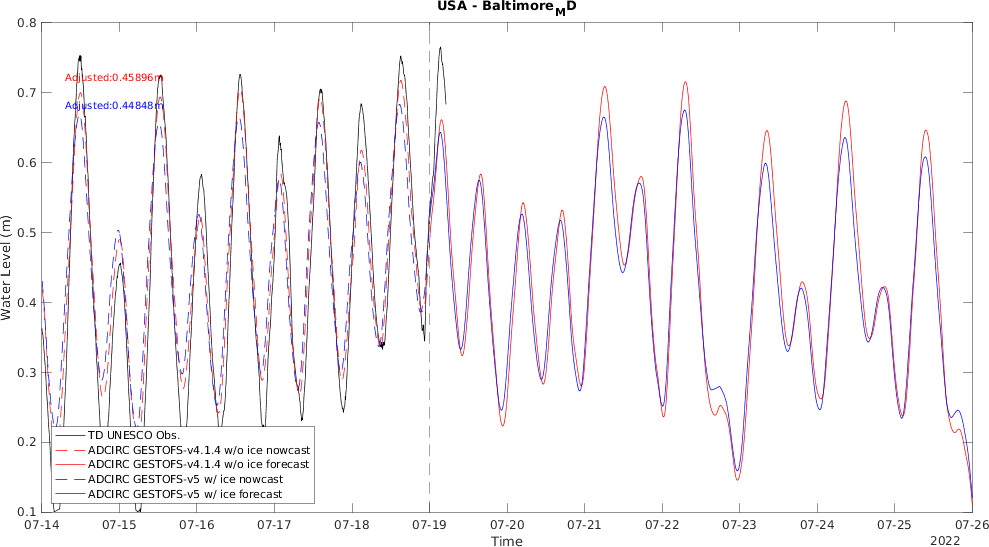 USA - Baltimore_MD
0.8
0.7
0.6
0.5
0.4
0.3
0.2
0.1
Water Level (m)
Adjusted:0.45896m
Adjusted:0.44848m
TD UNESCO Obs.
ADCIRC GESTOFS-v4.1.4 w/o ice nowcast
ADCIRC GESTOFS-v4.1.4 w/o ice forecast
ADCIRC GESTOFS-v5 w/ ice nowcast
ADCIRC GESTOFS-v5 w/ ice forecast
07-14 07-15 07-16 07-17 07-18 07-19 07-20 07-21 07-22 07-23 07-24 07-25 07-26
Time
2022